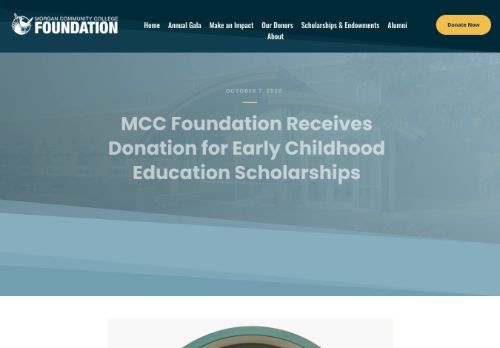 MORGAN COMMUNITY COLLEGE
FOUNDATION
Home Annual Gala Make an Impact Our Donors Scholarships & Endowments Alumni
About
Donate Now
OCTOBER 7, 2020
MCC Foundation Receives
Donation for Early Childhood
Education Scholarships